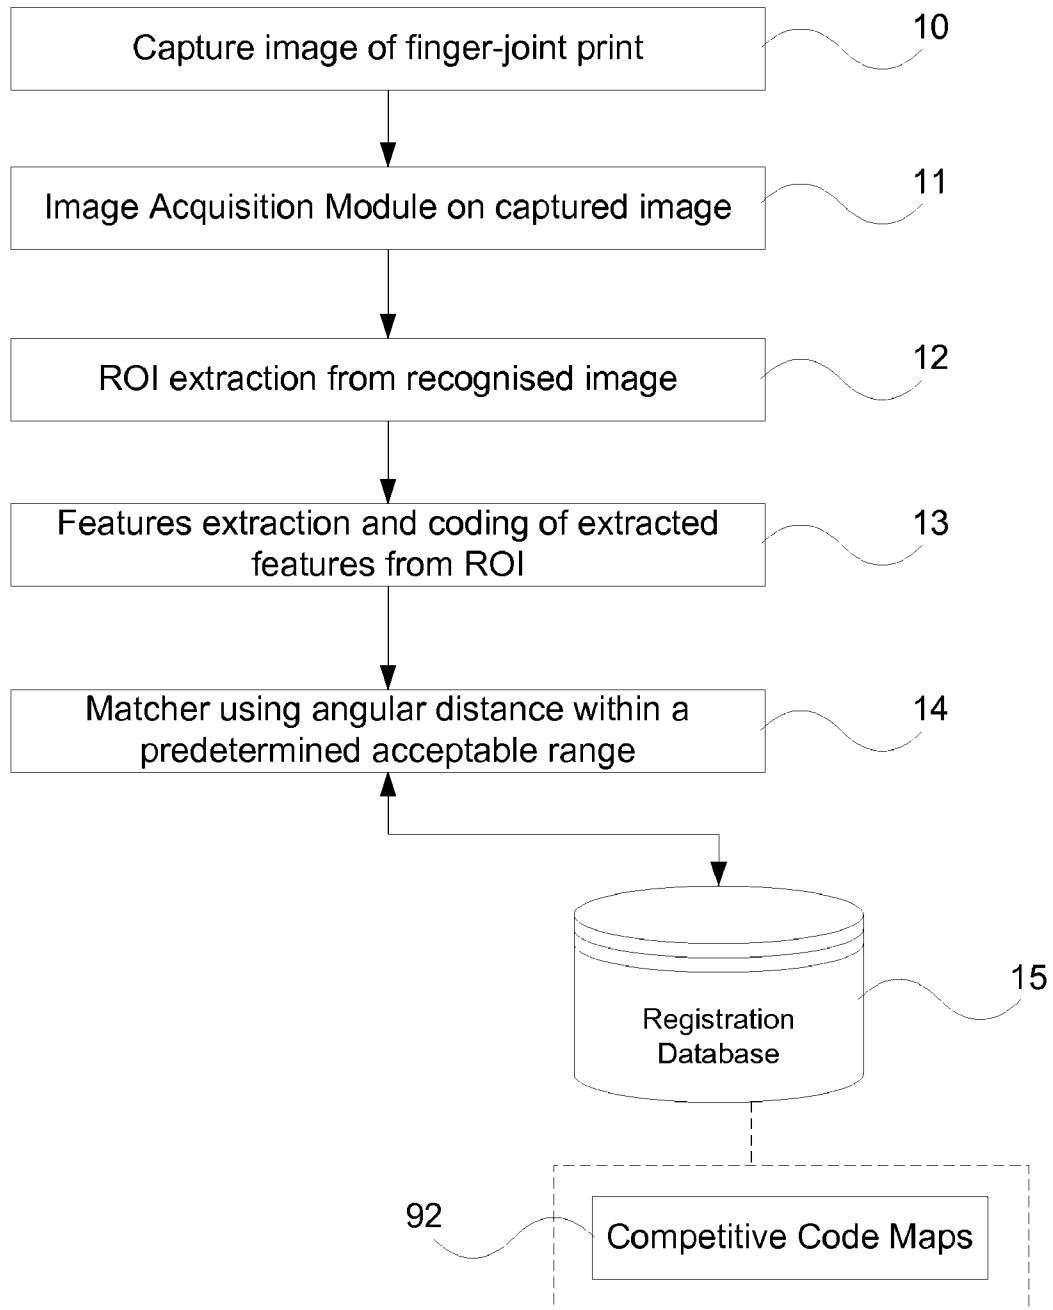 Capture image of finger-joint print
10
Image Acquisition Module on captured image
11
ROI extraction from recognised image
12
Features extraction and coding of extracted
features from ROI
13
Matcher using angular distance within a
predetermined acceptable range
14
Registration
Database
15
92
Competitive Code Maps